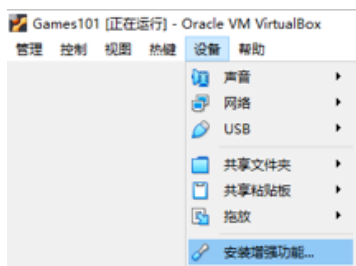 Games101 [正在运行] - Oracle VM VirtualBox
管理 控制 视图 热键 设备 帮助
声音
网络
USB
共享文件夹
共享粘贴板
拖放
安装增强功能...